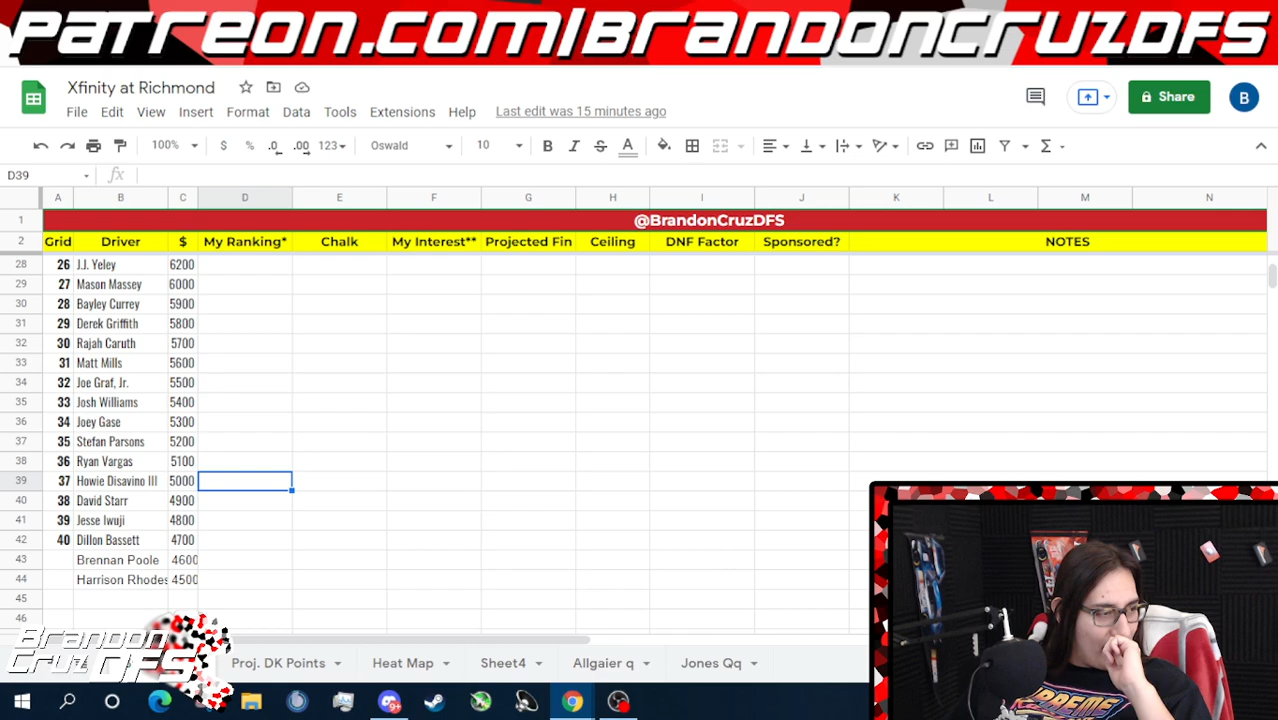 PATREON.COM/BRANDONCRUZDFS
Xfinity at Richmond
File Edit View Insert Format Data Tools Extensions Help Last edit was 15 minutes ago
Share
B
100% $ % .0 .00 123 Oswald 10 B I S A
D39 fx
A B C D E F G H I J K L M N
1 @BrandonCruzDFS
2 Grid Driver $ My Ranking* Chalk My Interest** Projected Fin Ceiling DNF Factor Sponsored? NOTES
28 26 J.J. Yeley 6200
29 27 Mason Massey 6000
30 28 Bayley Currey 5900
31 29 Derek Griffith 5800
32 30 Rajah Caruth 5700
33 31 Matt Mills 5600
34 32 Joe Graf, Jr. 5500
35 33 Josh Williams 5400
36 34 Joey Gase 5300
37 35 Stefan Parsons 5200
38 36 Ryan Vargas 5100
39 37 Howie Disavino III 5000
40 38 David Starr 4900
41 39 Jesse Iwuji 4800
42 40 Dillon Bassett 4700
43 Brennan Poole 4600
44 Harrison Rhodes 4500
45
46
Brandon
Cruz DFS
Proj. DK Points Heat Map Sheet4 Allgaier q Jones Qq
9+
SUPREME